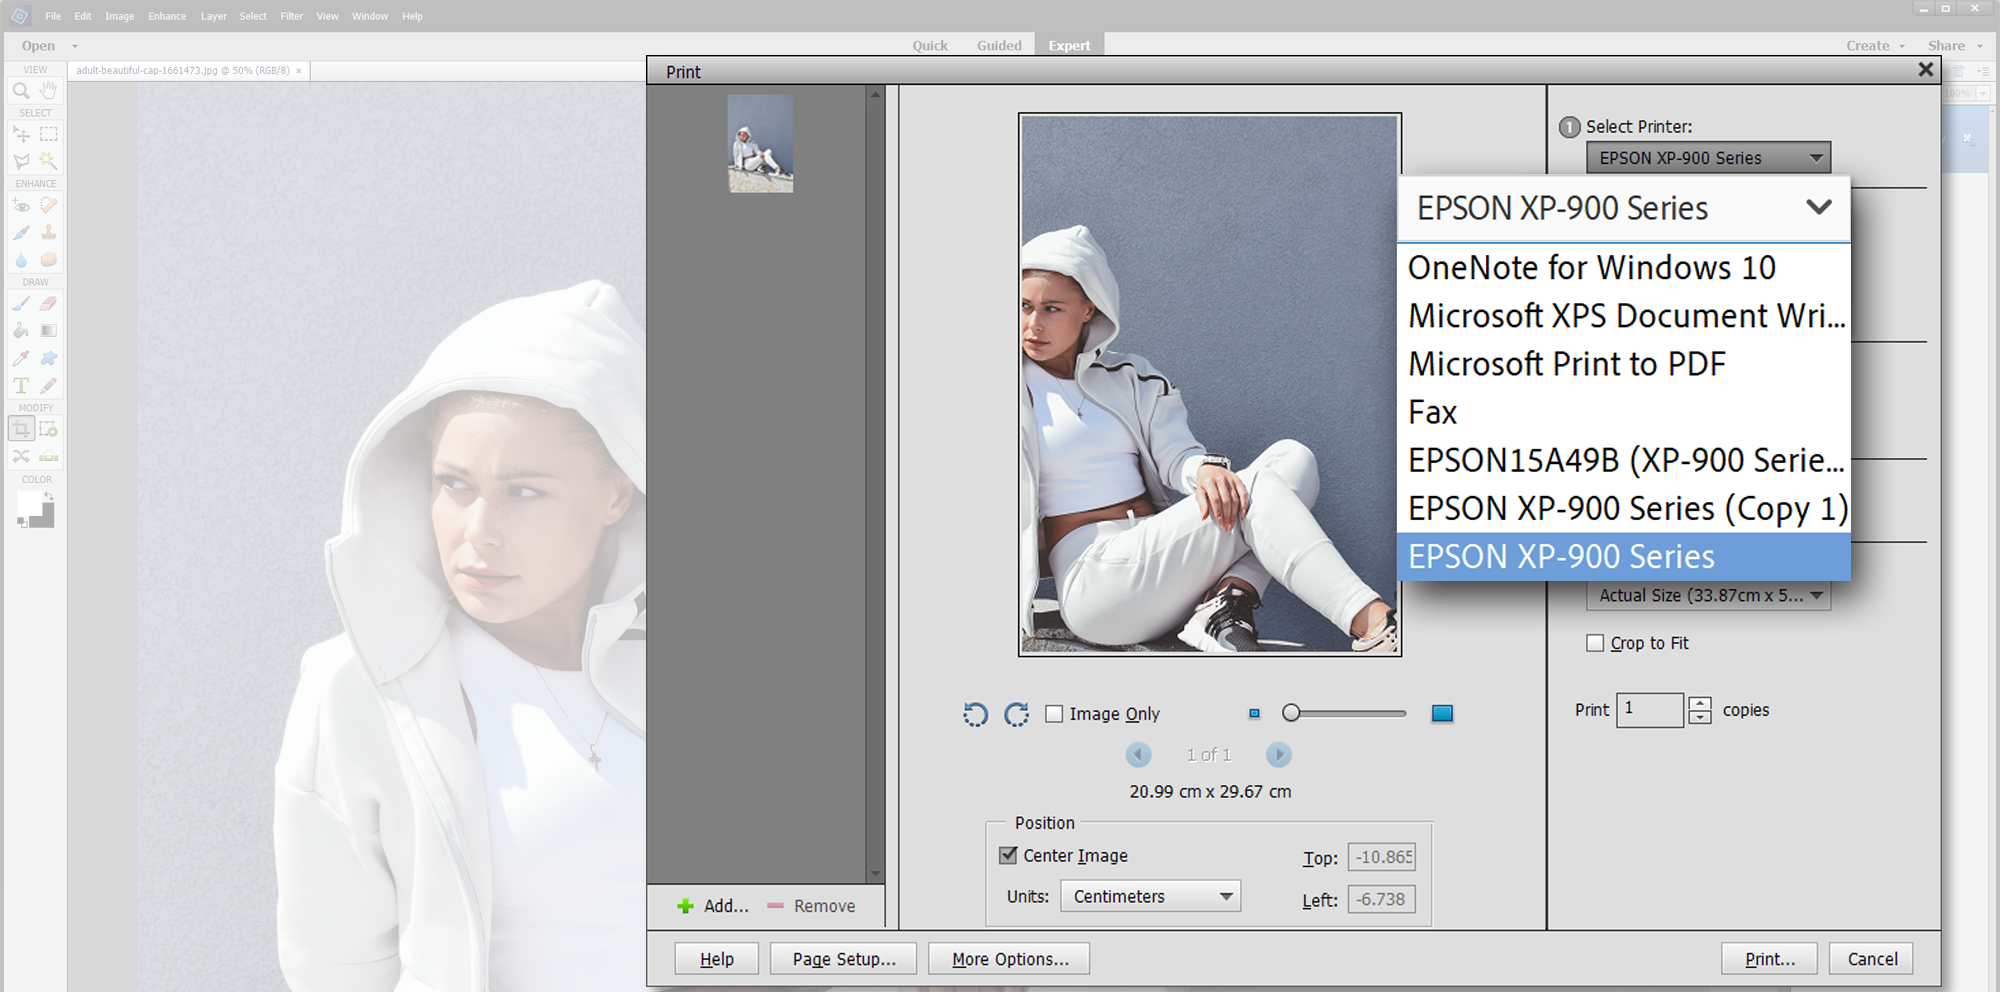 File Edit Image Enhance Layer Select Filter View Window Help
Open
Quick Guided Expert
Create Share
adult-beautiful-cap-1661473.jpg @ 50% (RGB/8) ×
100%
VIEW
SELECT
ENHANCE
DRAW
T
MODIFY
COLOR
Print
1 Select Printer:
EPSON XP-900 Series
EPSON XP-900 Series
OneNote for Windows 10
Microsoft XPS Document Wri...
Microsoft Print to PDF
Fax
EPSON15A49B (XP-900 Serie...
EPSON XP-900 Series (Copy 1)
EPSON XP-900 Series
Actual Size (33.87cm x 5...
Crop to Fit
Print 1 copies
Image Only
1 of 1
20.99 cm x 29.67 cm
Position
Center Image
Top: -10.865
Units: Centimeters
Left: -6.738
Add... Remove
Help Page Setup... More Options... Print... Cancel